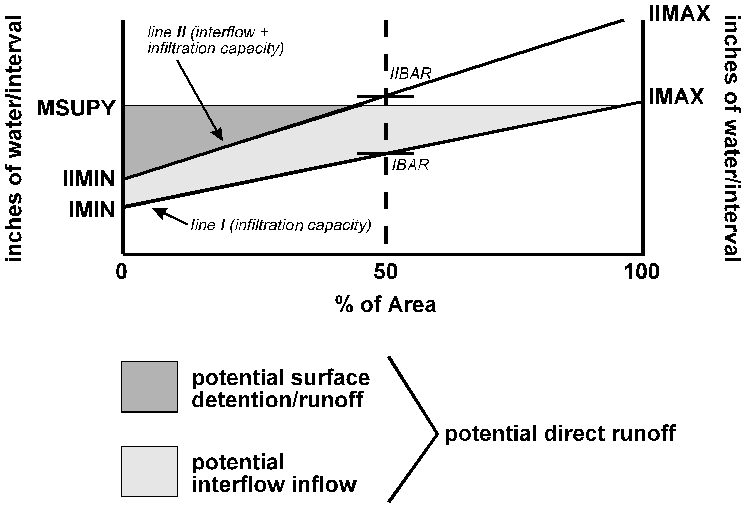 inches of water/interval
line II (interflow +
infiltration capacity)
IIMAX
IIBAR
MSUPY
IMAX
IBAR
IIMIN
IMIN
line I (infiltration capacity)
inches of water/interval
0
50
100
% of Area
potential surface
detention/runoff
potential direct runoff
potential
interflow inflow